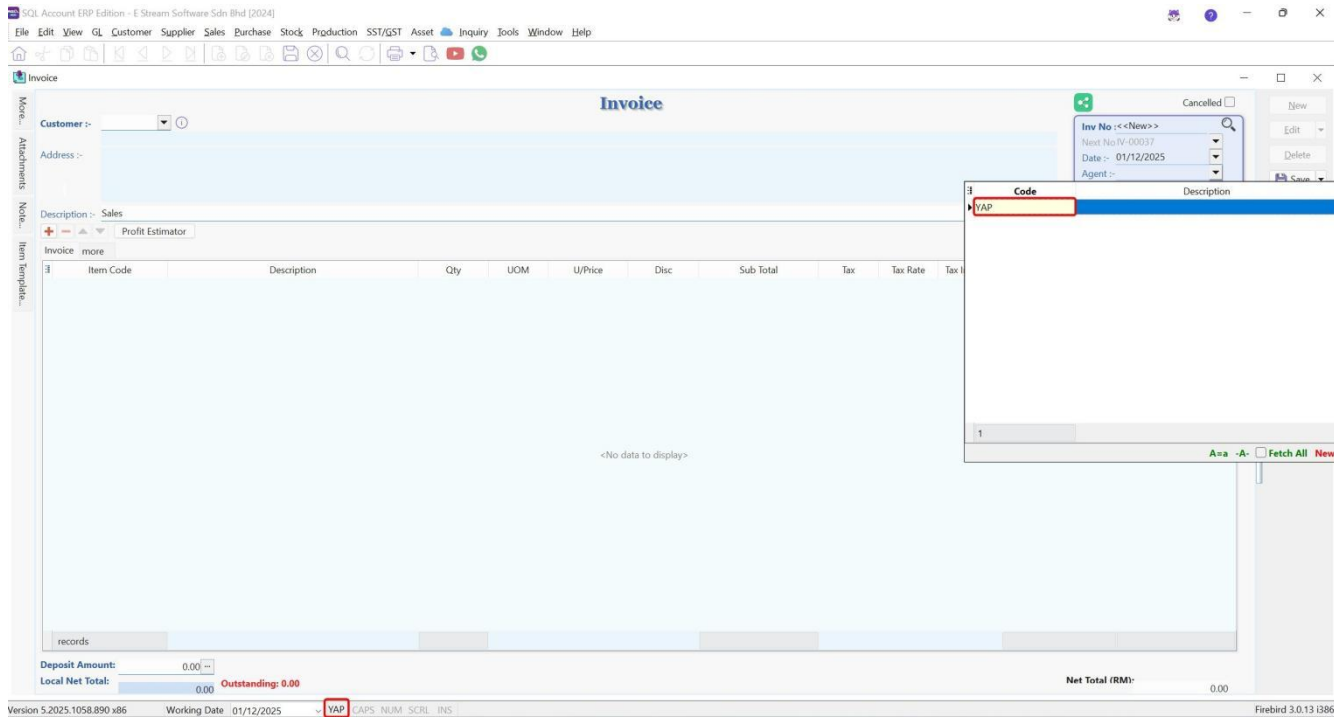 SQL Account ERP Edition - E Stream Software Sdn Bhd [2024]
File Edit View GL Customer Supplier Sales Purchase Stock Production SST/GST Asset Inquiry Tools Window Help
Invoice
Invoice
Cancelled
New
More...
Customer :-
Inv No :<<New>>
Edit
Next No IV-00037
Attachments
Address :-
Date :- 01/12/2025
Delete
Agent :-
Save
Code Description
YAP
Note...
Description :- Sales
Profit Estimator
Item Template...
Invoice more
Item Code Description Qty UOM U/Price Disc Sub Total Tax Tax Rate
1
<No data to display>
A=a -A- Fetch All New
records
Deposit Amount: 0.00
Local Net Total: 0.00 Outstanding: 0.00
Net Total (RM):- 0.00
Version 5.2025.1058.890 x86 Working Date 01/12/2025 YAP CAPS NUM SCRL INS Firebird 3.0.13 i386